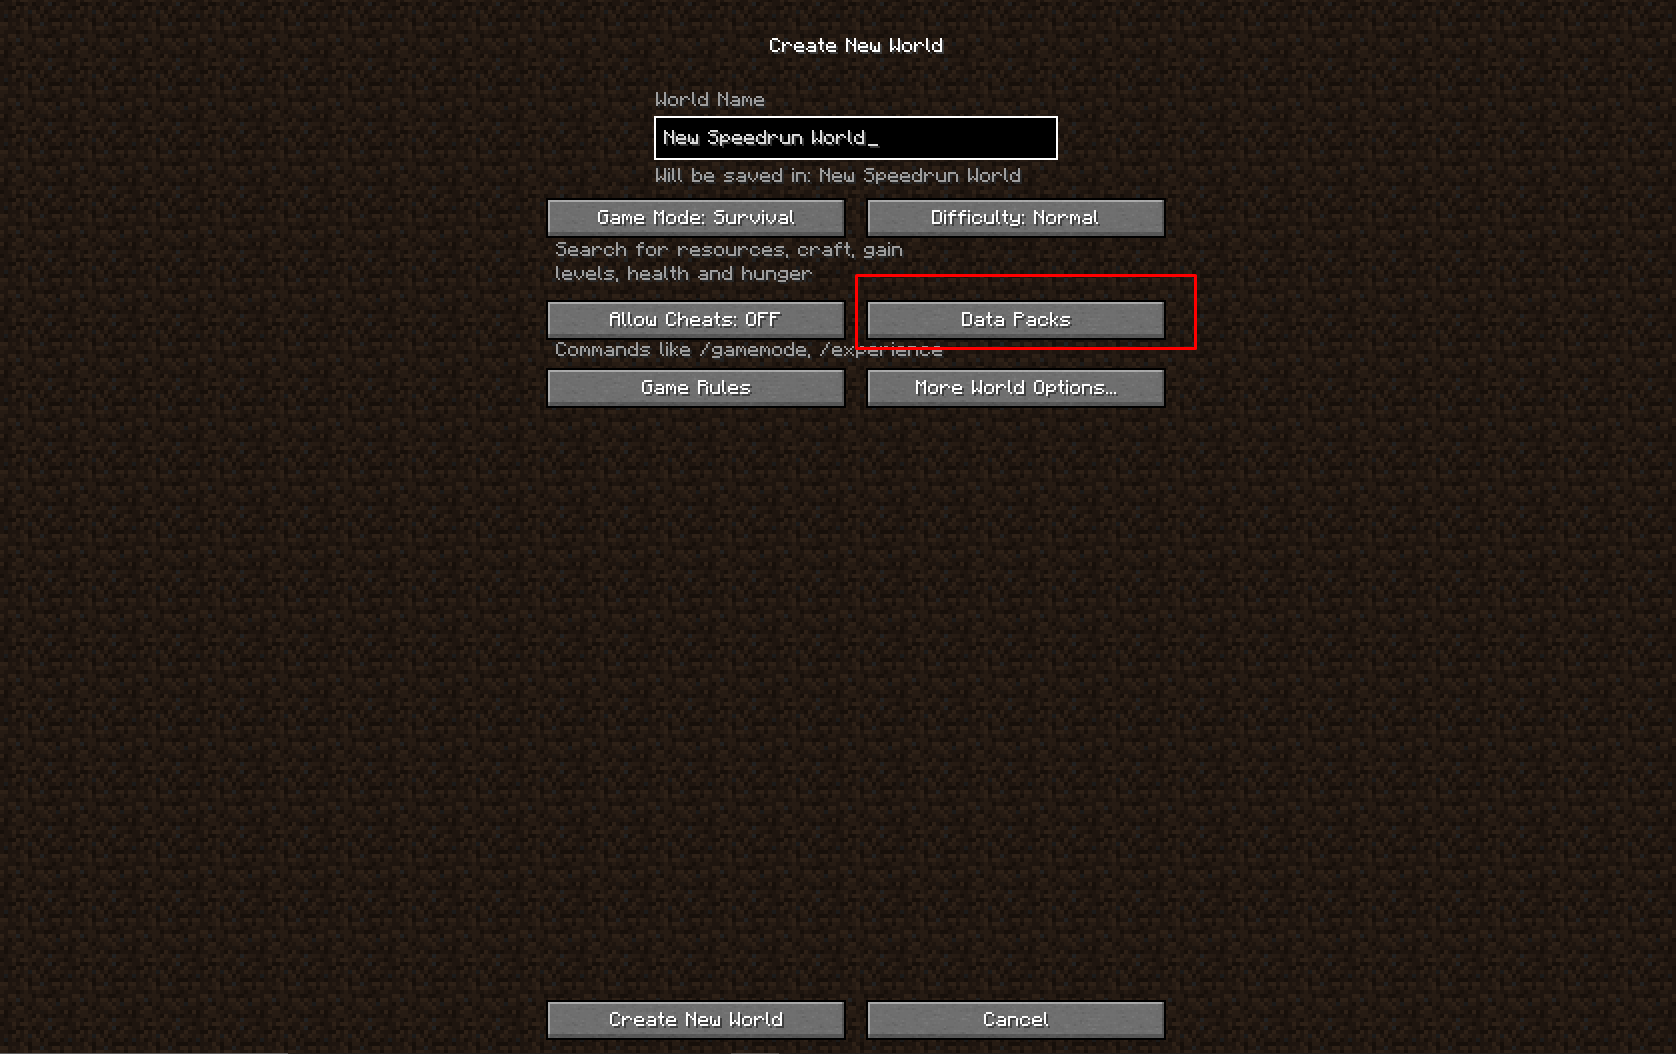 Create New World
World Name
New Speedrun World_
Will be saved in: New Speedrun World
Game Mode: Survival
Difficulty: Normal
Search for resources, craft, gain
levels, health and hunger
Allow Cheats: OFF
Data Packs
Commands like /gamemode, /experience
Game Rules
More World Options...
Create New World
Cancel